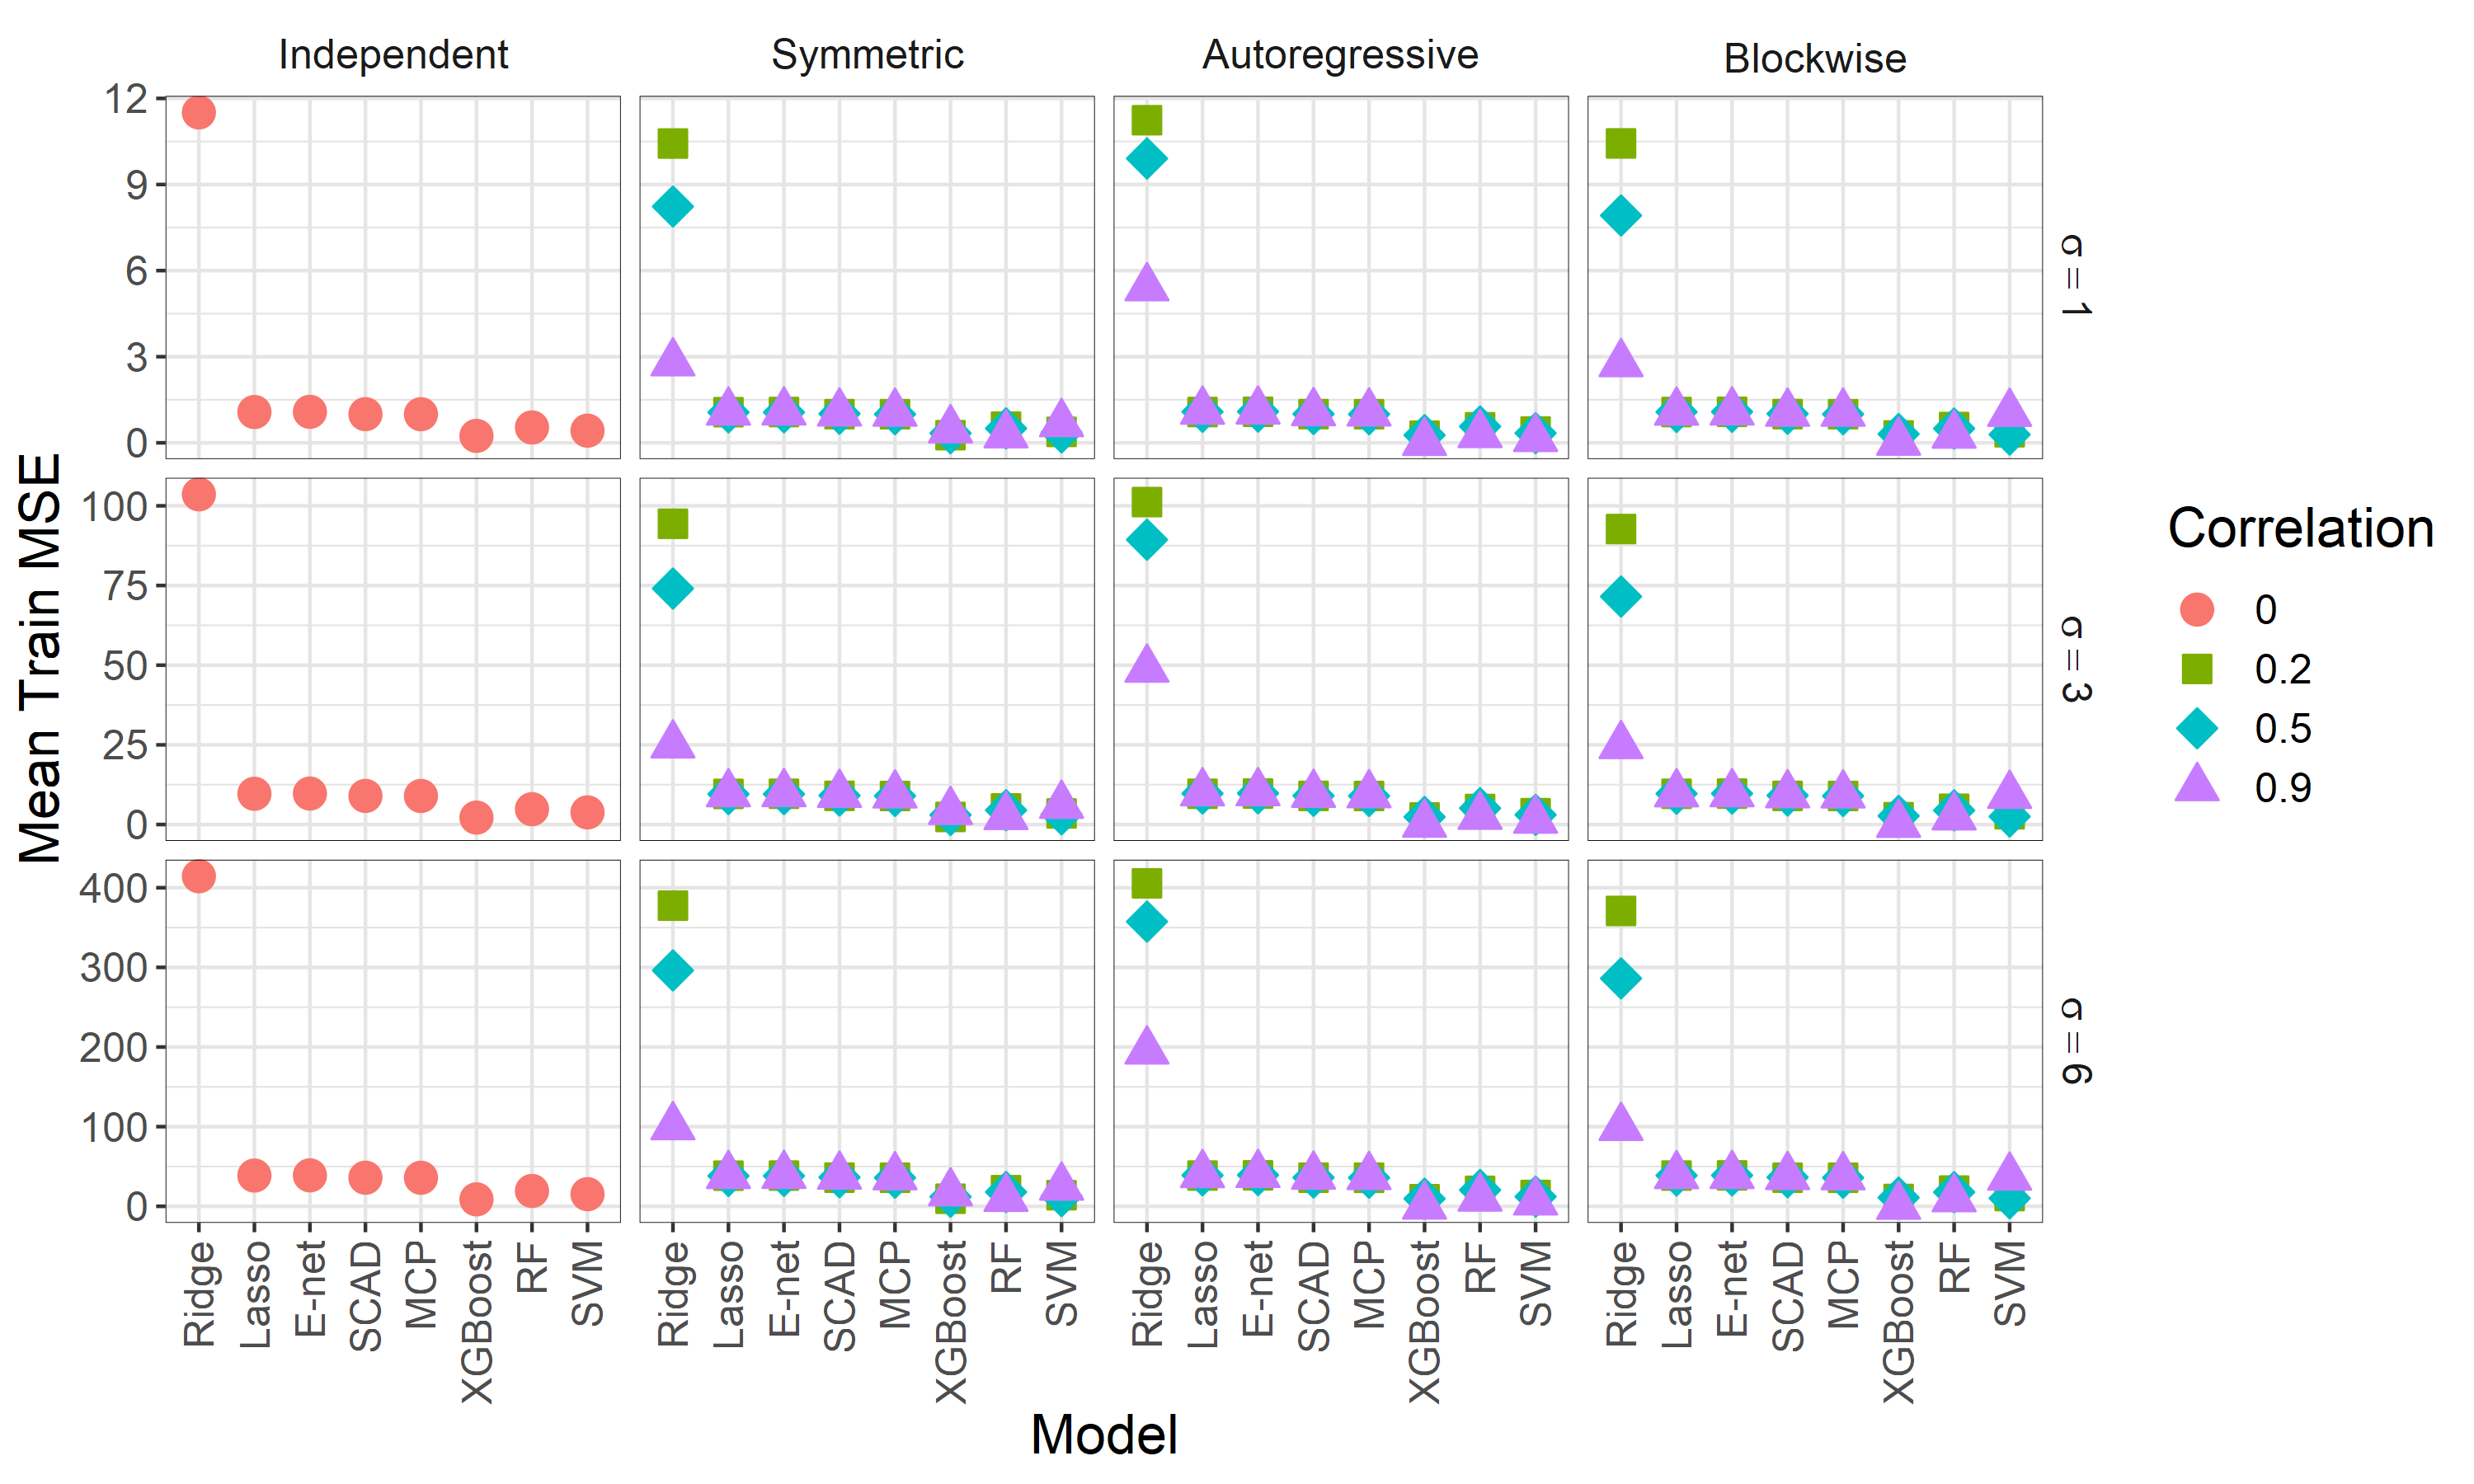 Independent
Symmetric
Autoregressive
Blockwise
12
9
6
3
0
σ = 1
100
75
50
25
0
σ = 3
400
300
200
100
0
σ = 6
Mean Train MSE
Ridge
Lasso
E-net
SCAD
MCP
XGBoost
RF
SVM
Ridge
Lasso
E-net
SCAD
MCP
XGBoost
RF
SVM
Ridge
Lasso
E-net
SCAD
MCP
XGBoost
RF
SVM
Ridge
Lasso
E-net
SCAD
MCP
XGBoost
RF
SVM
Model
Correlation
0
0.2
0.5
0.9